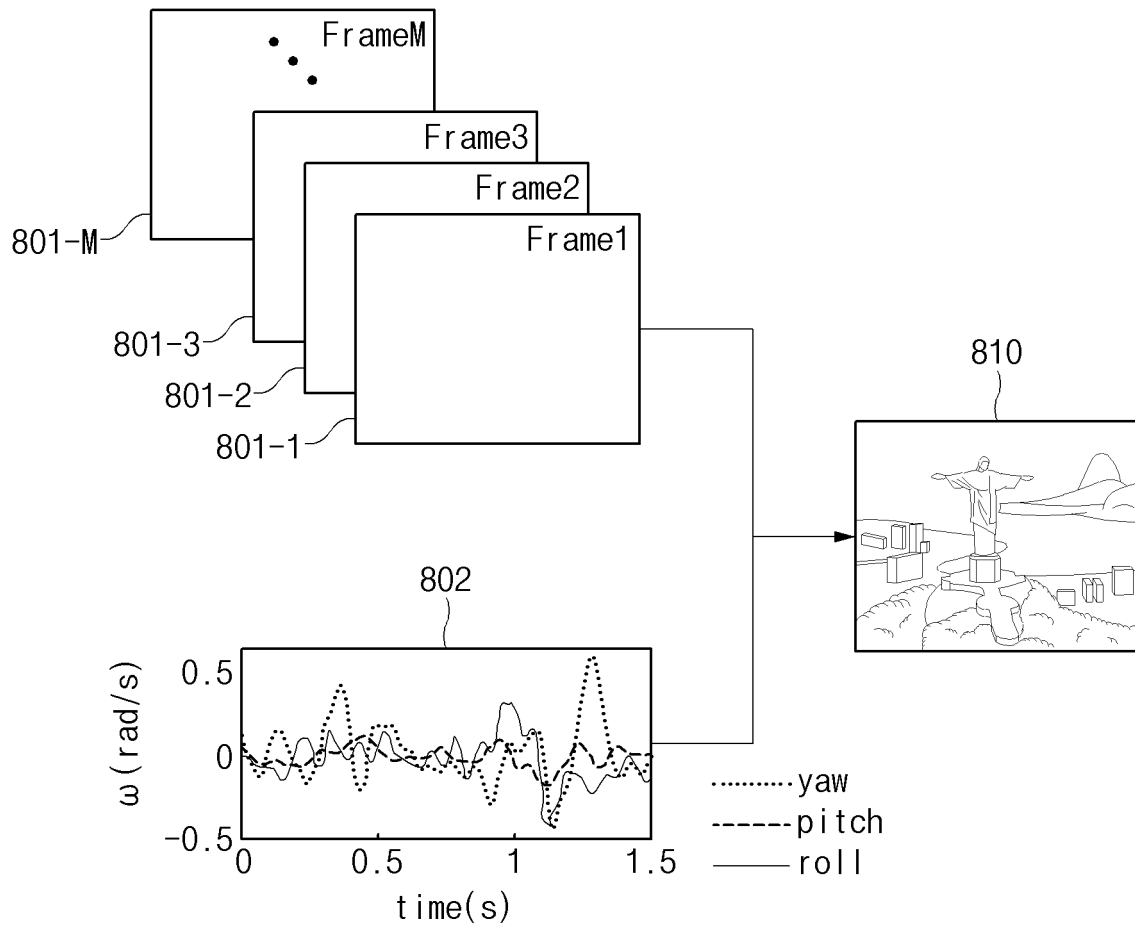 FrameM
Frame3
Frame2
Frame1
801-M
801-3
801-2
801-1
810
802
ω(rad/s)
0.5
0
-0.5
0
0.5
1
1.5
time(s)
yaw
pitch
roll